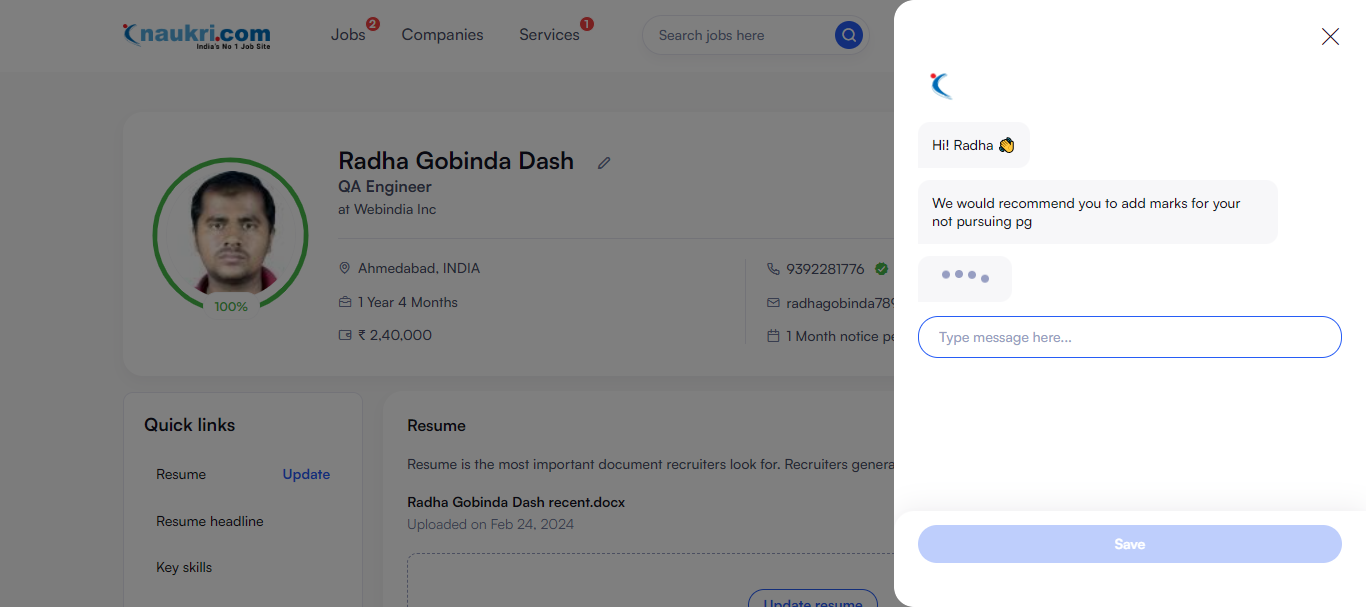 naukri.com
India's No 1 Job Site
Jobs
2
Companies
Services
1
Search jobs here
Radha Gobinda Dash
QA Engineer
at Webindia Inc
Ahmedabad, INDIA
1 Year 4 Months
₹ 2,40,000
9392281776
radhagobinda789
1 Month notice pe
100%
Quick links
Resume
Update
Resume headline
Key skills
Resume
Resume is the most important document recruiters look for. Recruiters genera
Radha Gobinda Dash recent.docx
Uploaded on Feb 24, 2024
Update resume
Hi! Radha 👏
We would recommend you to add marks for your
not pursuing pg
Type message here...
Save